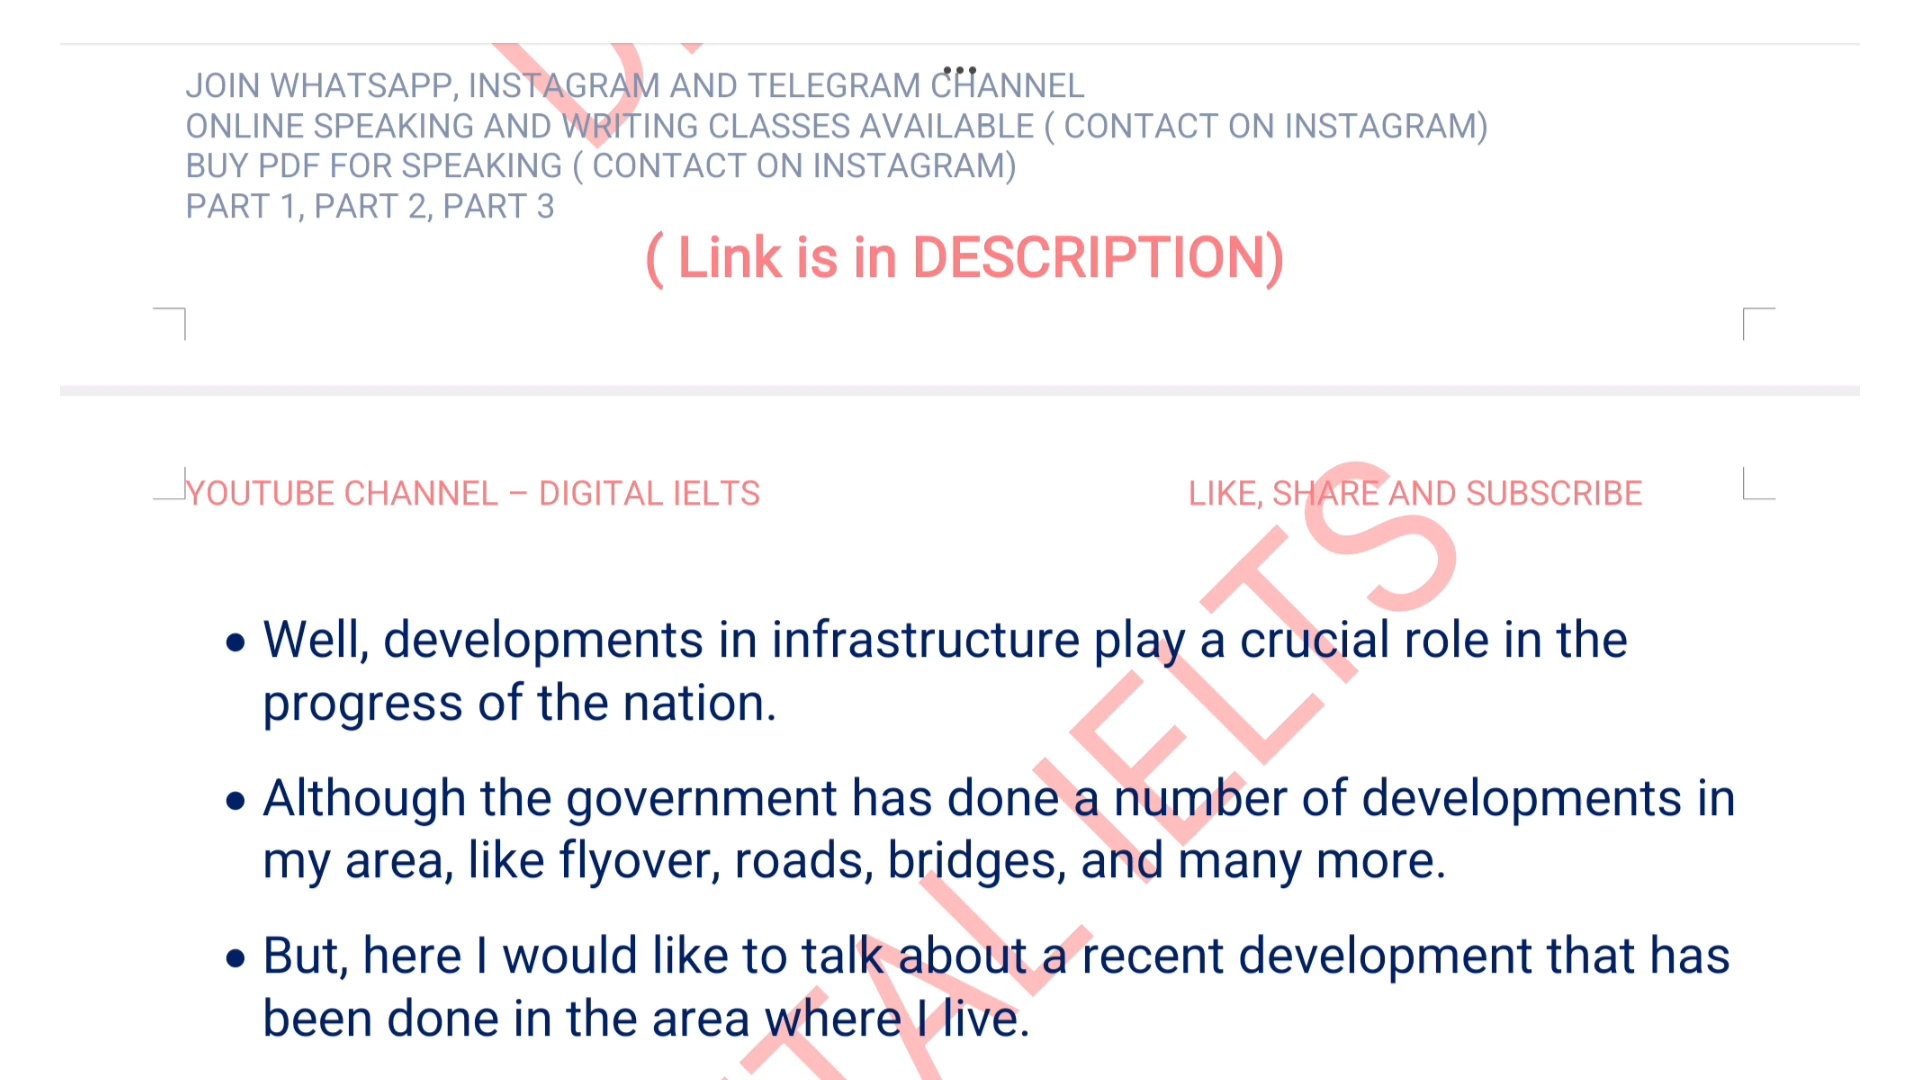 JOIN WHATSAPP, INSTAGRAM AND TELEGRAM CHANNEL
ONLINE SPEAKING AND WRITING CLASSES AVAILABLE ( CONTACT ON INSTAGRAM)
BUY PDF FOR SPEAKING ( CONTACT ON INSTAGRAM)
PART 1, PART 2, PART 3
( Link is in DESCRIPTION)
YOUTUBE CHANNEL – DIGITAL IELTS LIKE, SHARE AND SUBSCRIBE
• Well, developments in infrastructure play a crucial role in the
progress of the nation.
• Although the government has done a number of developments in
my area, like flyover, roads, bridges, and many more.
• But, here I would like to talk about a recent development that has
been done in the area where I live.
TAL IELTS